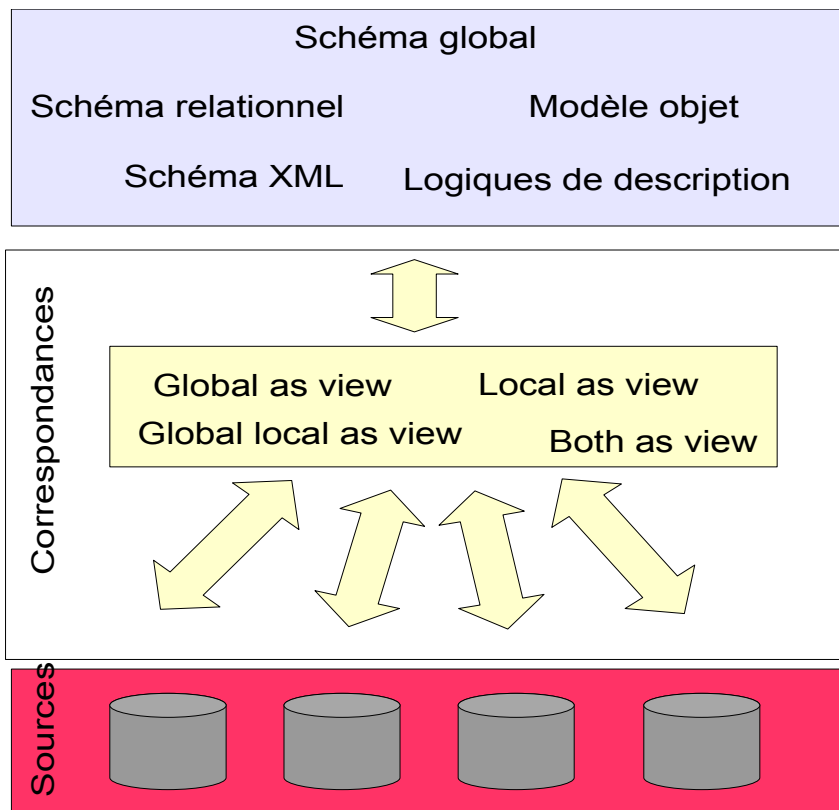 Schéma global
Schéma relationnel
Modèle objet
Schéma XML
Logiques de description
Correspondances
Global as view
Local as view
Global local as view
Both as view
Sources